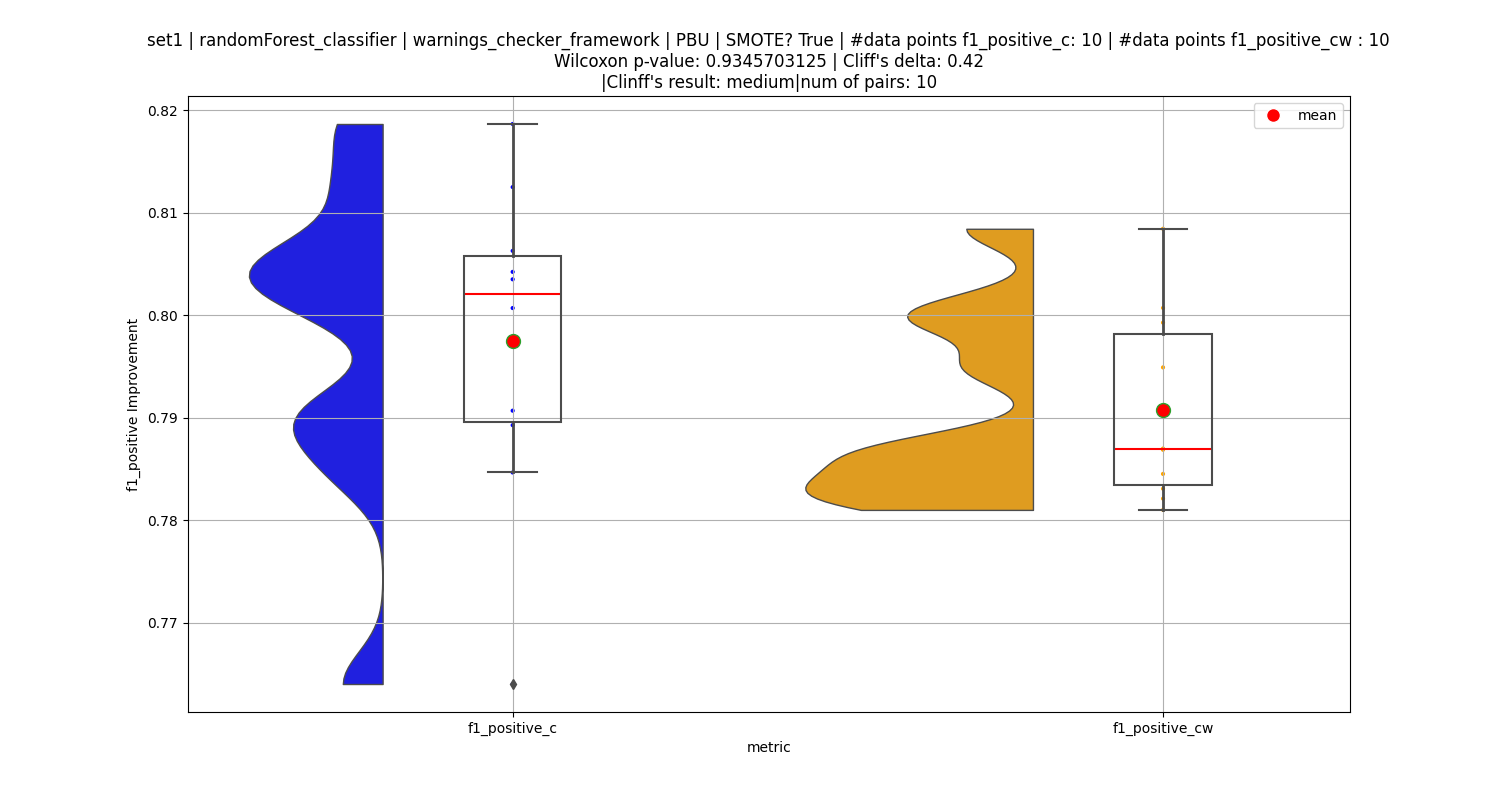 set1 | randomForest_classifier | warnings_checker_framework | PBU | SMOTE? True | #data points f1_positive_c: 10 | #data points f1_positive_cw : 10
Wilcoxon p-value: 0.9345703125 | Cliff's delta: 0.42
|Clinff's result: medium|num of pairs: 10
mean
0.82
0.81
0.80
0.79
0.78
0.77
f1_positive Improvement
f1_positive_c
f1_positive_cw
metric